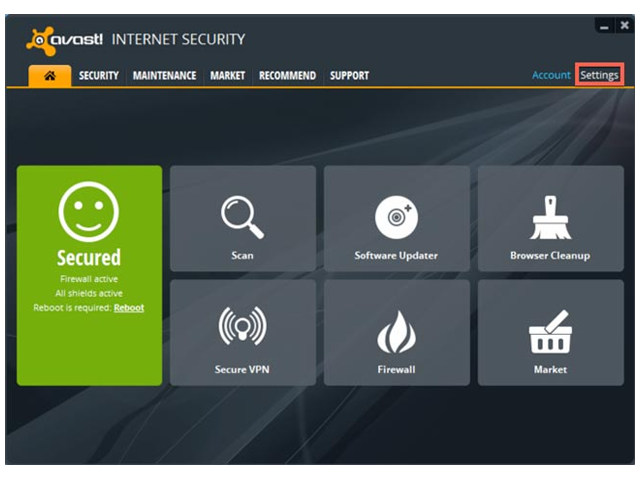 avast! INTERNET SECURITY
SECURITY MAINTENANCE MARKET RECOMMEND SUPPORT Account Settings
Secured
Firewall active
All shields active
Reboot is required: Reboot
Scan
Software Updater
Browser Cleanup
Secure VPN
Firewall
Market